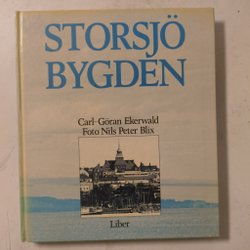 STORSJÖ
BYGDEN
Carl-Göran Ekerwald
Foto Nils Peter Blix
Liber